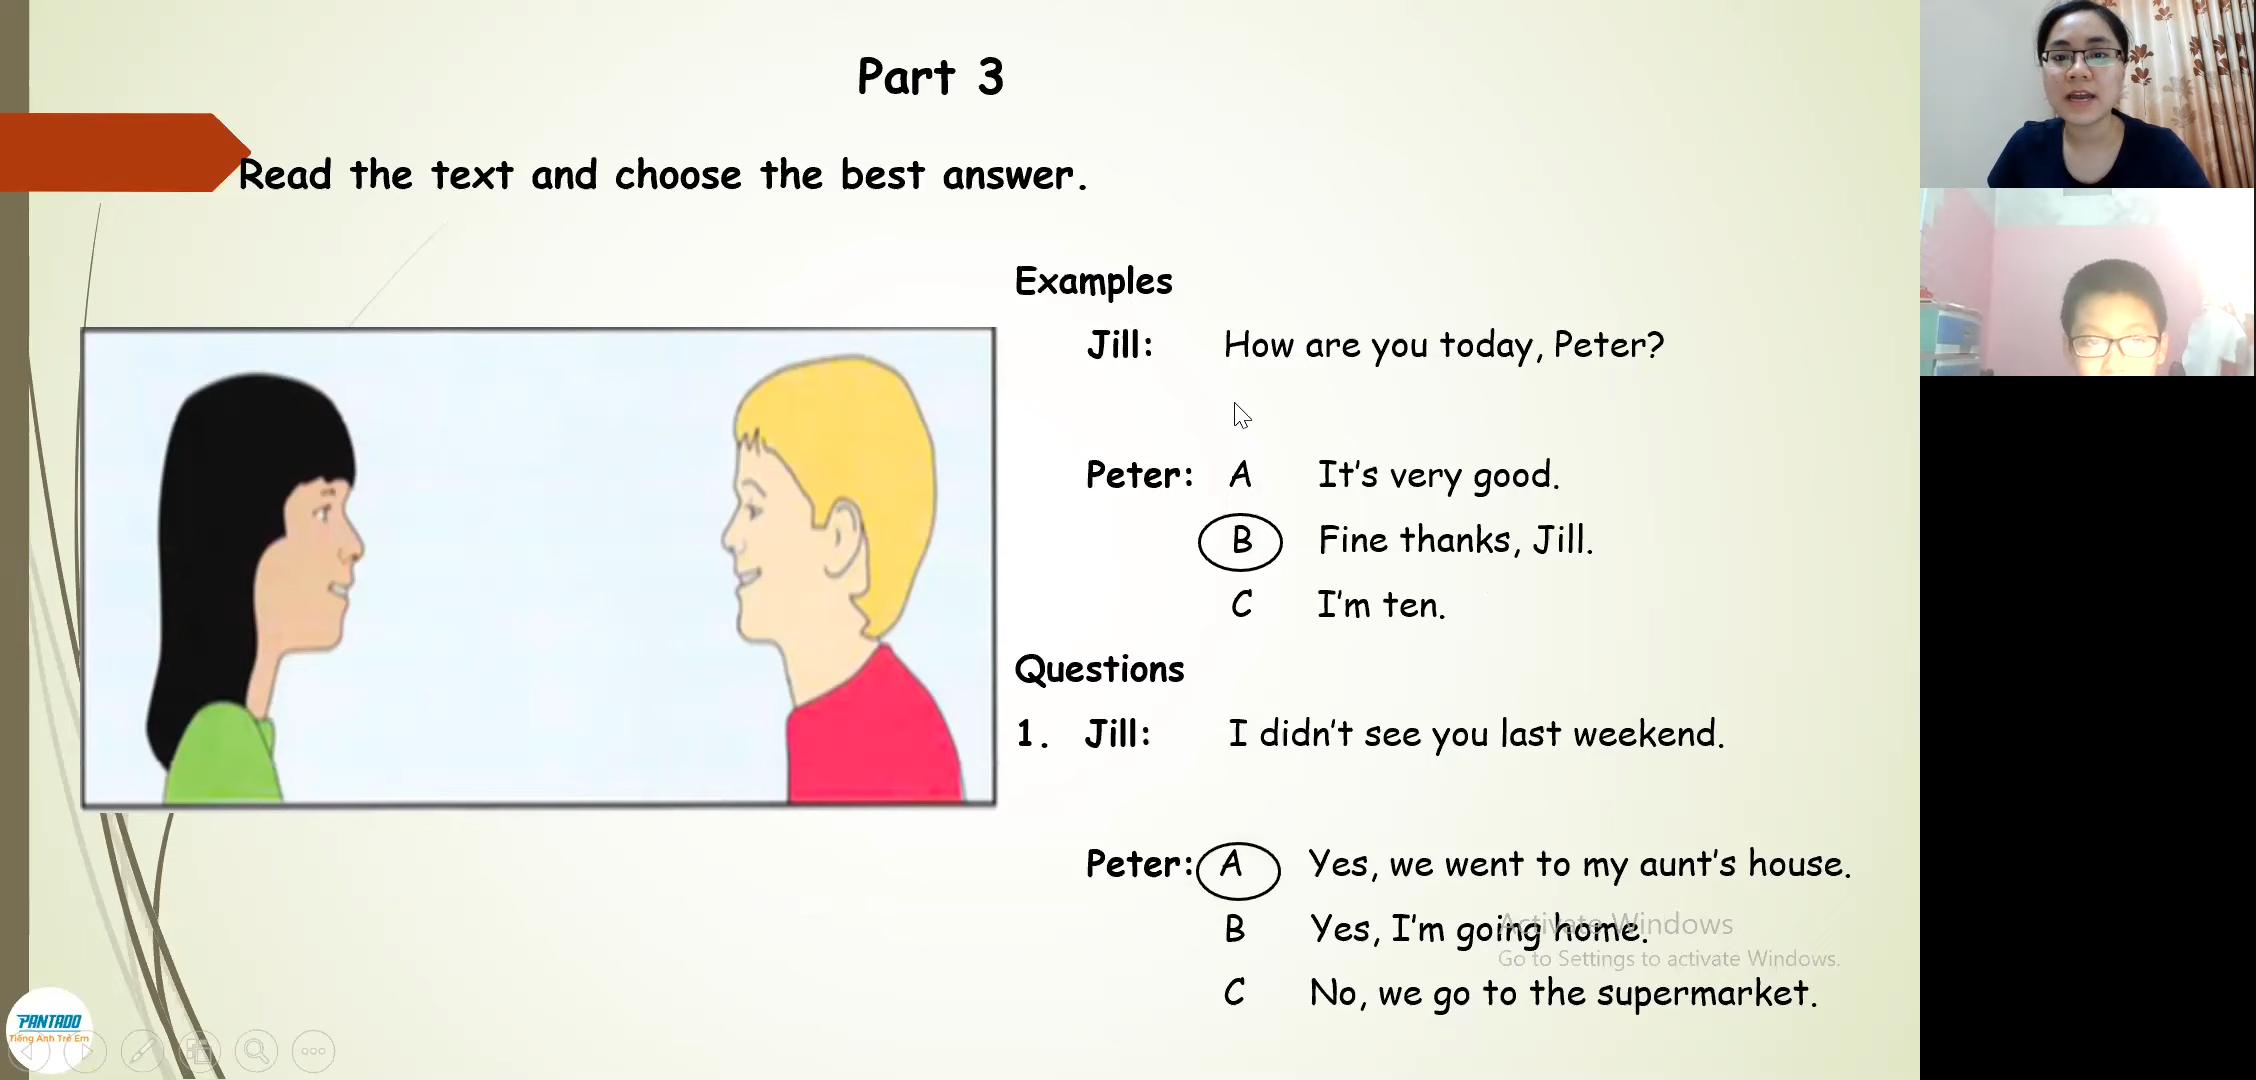 Part 3
Read the text and choose the best answer.
Examples
Jill: How are you today, Peter?
Peter: A It's very good.
B Fine thanks, Jill.
C I'm ten.
Questions
1. Jill: I didn't see you last weekend.
Peter: A Yes, we went to my aunt's house.
B Yes, I'm going home.
C No, we go to the supermarket.
Activate Windows
Go to Settings to activate Windows.
PANTADO
Tiếng Anh Trẻ Em